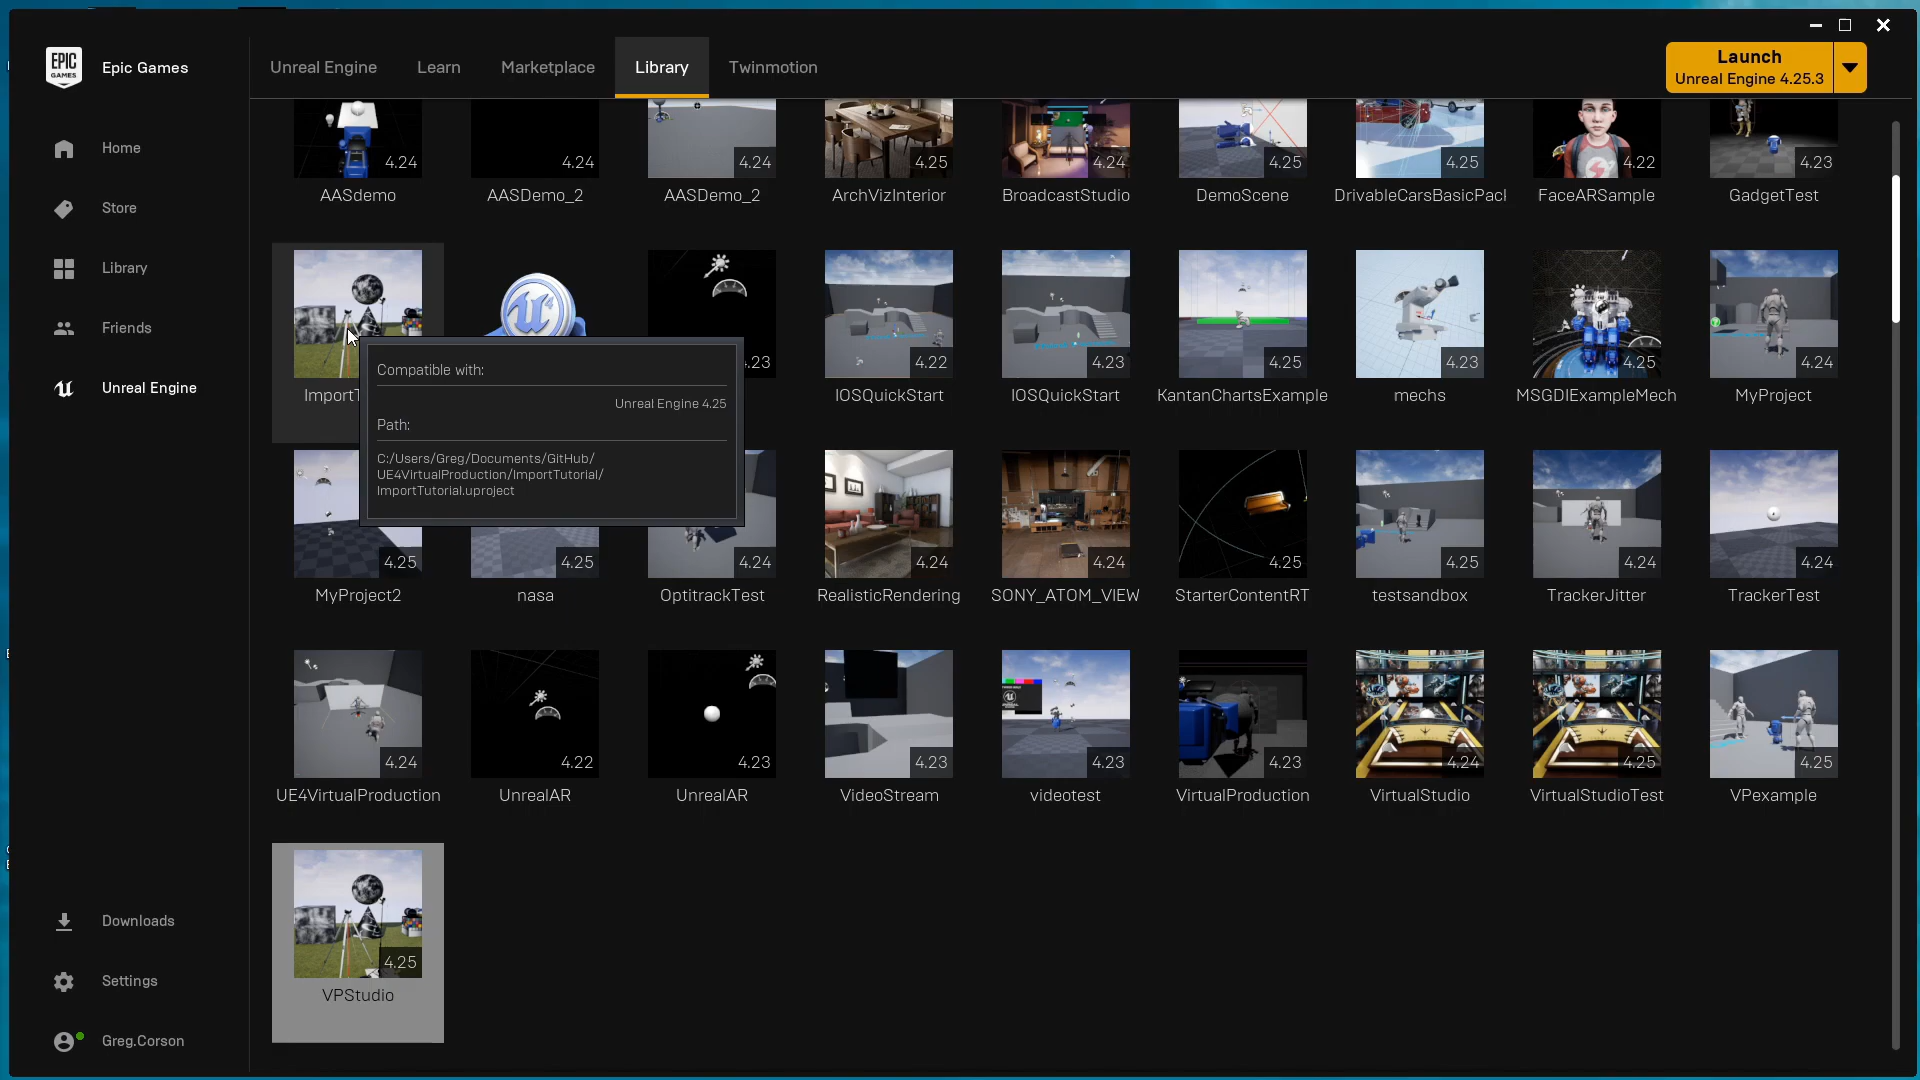 EPIC
GAMES
Epic Games
Unreal Engine
Learn
Marketplace
Library
Twinmotion
Launch
Unreal Engine 4.25.3
Home
Store
Library
Friends
Unreal Engine
Downloads
Settings
Greg.Corson
4.24
4.24
4.24
4.25
4.24
4.25
4.25
4.22
4.23
AASdemo
AASDemo_2
AASDemo_2
ArchVizInterior
BroadcastStudio
DemoScene
DrivableCarsBasicPack
FaceARSample
GadgetTest
.23
4.22
4.23
4.25
4.23
4.25
4.24
ImportT
IOSQuickStart
IOSQuickStart
KantanChartsExample
mechs
MSGDIExampleMech
MyProject
Compatible with:
Unreal Engine 4.25
Path:
C:/Users/Greg/Documents/GitHub/
UE4VirtualProduction/ImportTutorial/
ImportTutorial.uproject
4.25
4.25
4.24
4.24
4.24
4.25
4.25
4.24
4.24
MyProject2
nasa
OptitrackTest
RealisticRendering
SONY_ATOM_VIEW
StarterContentRT
testsandbox
TrackerJitter
TrackerTest
4.24
4.22
4.23
4.23
4.23
4.23
4.24
4.25
4.25
UE4VirtualProduction
UnrealAR
UnrealAR
VideoStream
videotest
VirtualProduction
VirtualStudio
VirtualStudioTest
VPexample
4.25
VPStudio